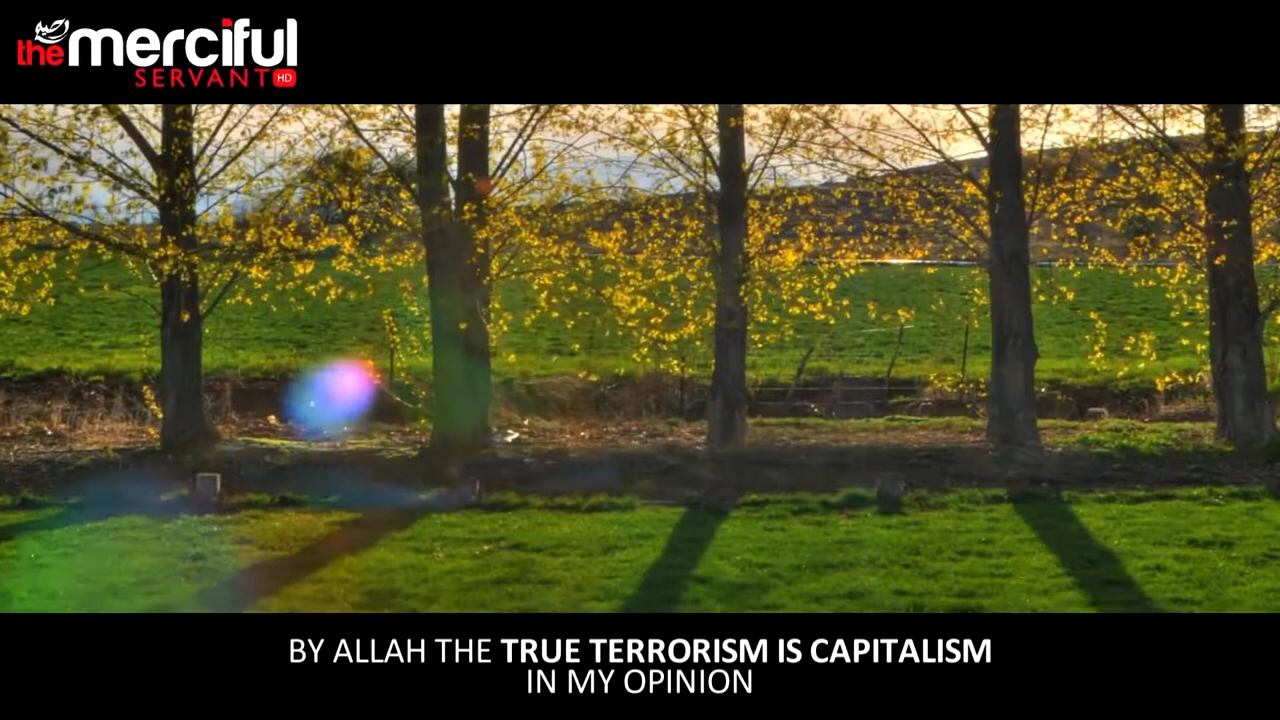 the merciful
SERVANT HD
BY ALLAH THE TRUE TERRORISM IS CAPITALISM
IN MY OPINION